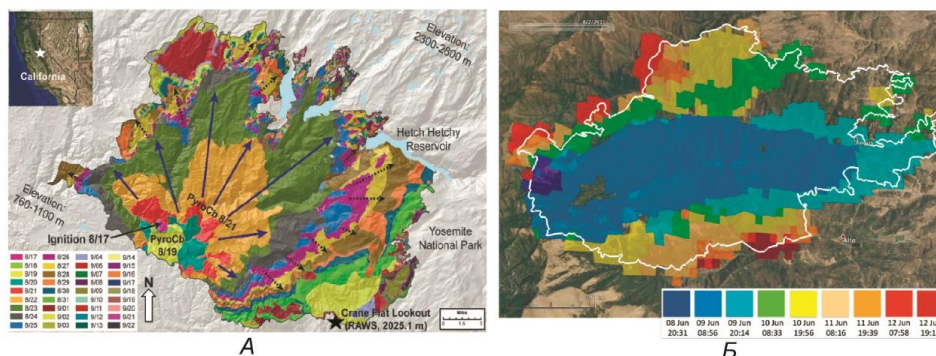 California
Elevation:
2300-2600 m
Hetch Hetchy
Reservoir
PyroCb 8/21
Elevation:
760-1100 m
Ignition 8/17
PyroCb
8/19
Yosemite
National Park
N
Crane Flat Lookout
(RAWS, 2025.1 m)
Miles
8/17 8/26 9/04 9/14
8/18 8/27 9/06 9/15
8/19 8/28 9/07 9/16
8/20 8/29 9/08 9/17
8/21 8/30 9/09 9/18
8/22 8/31 9/10 9/19
8/23 9/01 9/11 9/20
8/24 9/02 9/12 9/21
8/25 9/03 9/13 9/22
А
08 Jun 09 Jun 09 Jun 10 Jun 10 Jun 11 Jun 11 Jun 12 Jun 12 J
20:31 08:56 20:14 08:33 19:56 08:16 19:39 07:58 19:1
Б